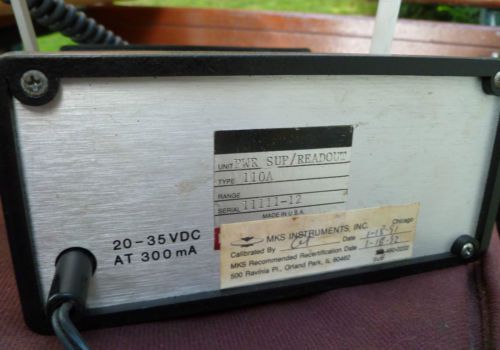 UNIT PWR SUP/READOUT
TYPE 110A
RANGE
SERIAL 11111-12
MADE IN U.S.A.
20-35VDC
AT 300mA
MKS INSTRUMENTS, INC. Chicago
Calibrated By Date 1-18-51
MKS Recommended Recertification Date 1-18-52
500 Ravinia Pl., Orland Park, IL 60462